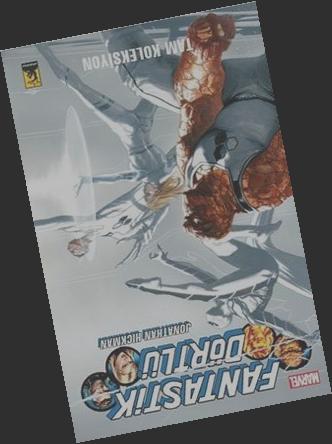 MARVEL
FANTASTİK
DÖRTLÜ
JONATHAN HICKMAN
TAM KOLEKSİYON